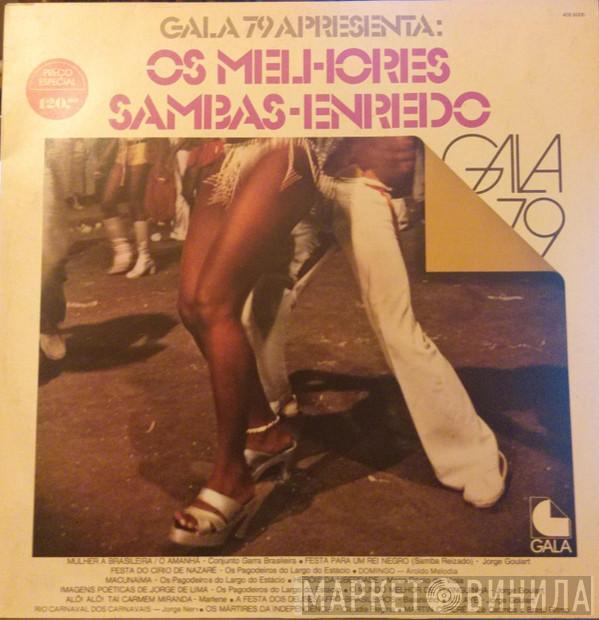 GALA 79 APRESENTA:
OS MELHORES
SAMBAS-ENREDO
PREÇO
ESPECIAL
120,00
GALA
79
GALA
MULHER A BRASILEIRA / O AMANHÃ - Conjunto Garra Brasileira • FESTA PARA UM REI NEGRO (Samba Reizado) - Jorge Goulart
FESTA DO CÍRIO DE NAZARÉ - Os Pagodeiros do Largo do Estácio • DOMINGO — Aroldo Melodia
MACUNAÍMA - Os Pagodeiros do Largo do Estácio •
IMAGENS POÉTICAS DE JORGE DE LIMA - Os Pagodeiros do Largo do Estácio • MELHOR
ALÔ! ALÔ! TAÍ CARMEM MIRANDA - Marlene • A FESTA DOS
RIO CARNAVAL DOS CARNAVAIS — Jorge Nery • OS MÁRTIRES DA INDEPENDÊNCIA
МАРКЕТ ВИНИЛА